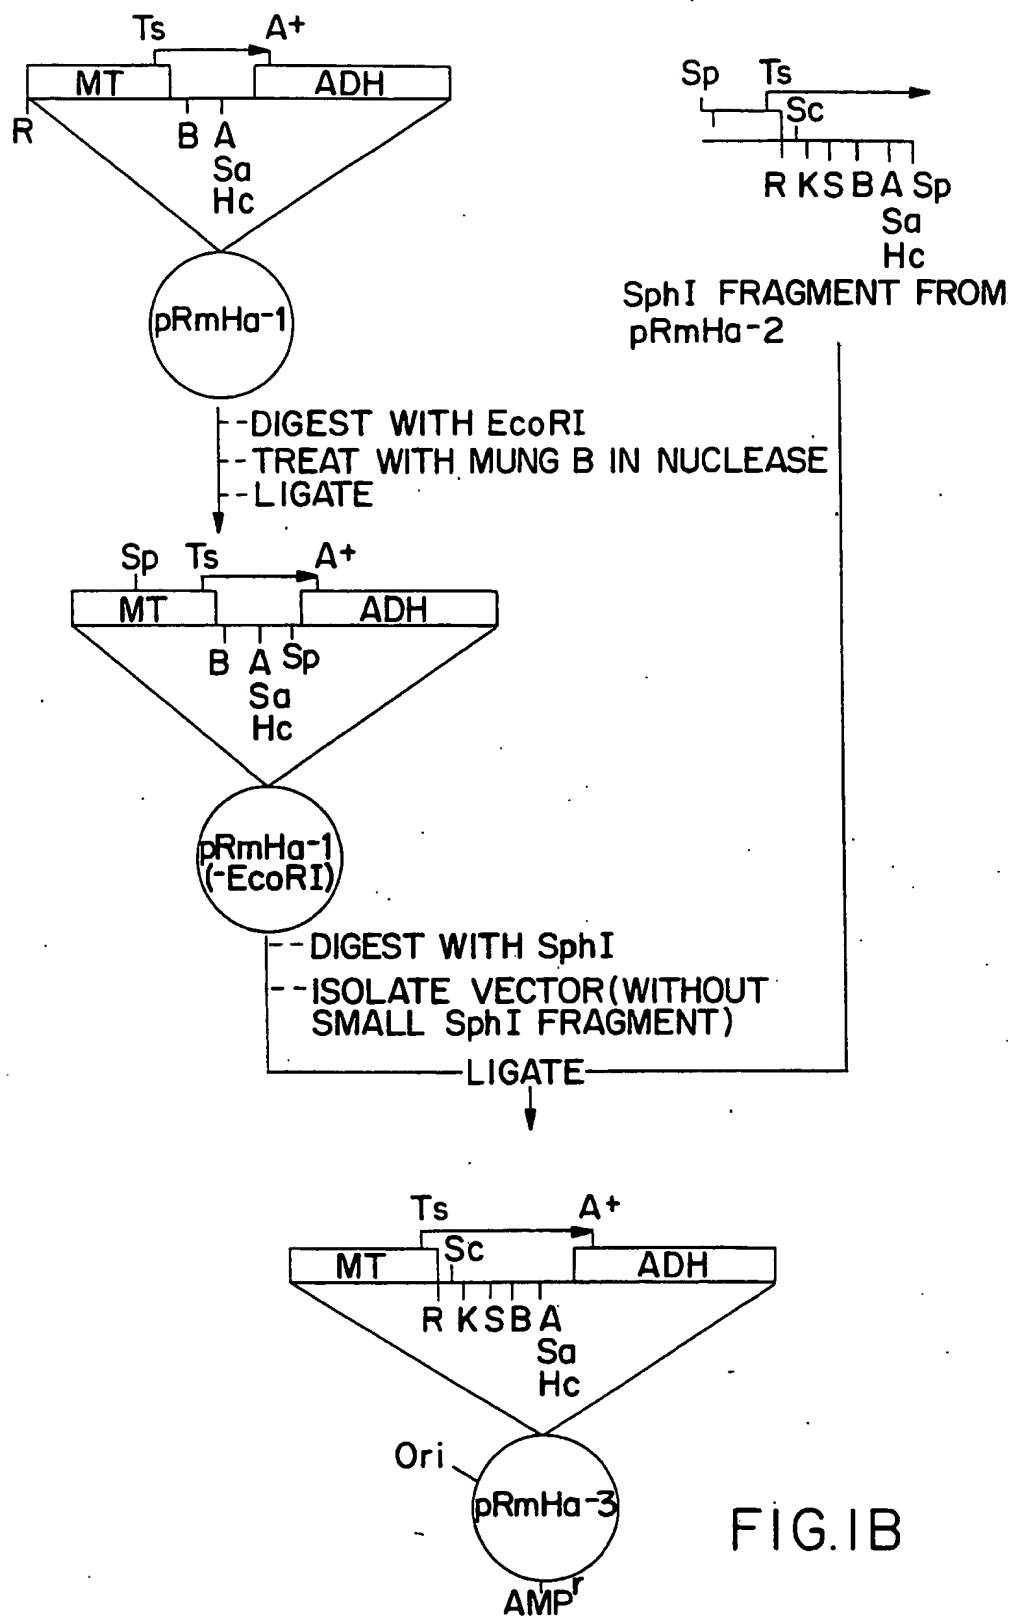 Ts A+
MT ADH
R B A
Sa
Hc
pRmHa-1
Sp Ts
Sc
R K S B A Sp
Sa
Hc
SphI FRAGMENT FROM
pRmHa-2
--DIGEST WITH EcoRI
--TREAT WITH MUNG B IN NUCLEASE
--LIGATE
Sp Ts A+
MT ADH
B A Sp
Sa
Hc
pRmHa-1
(-EcoRI)
--DIGEST WITH SphI
--ISOLATE VECTOR(WITHOUT
SMALL SphI FRAGMENT)
LIGATE
Ts A+
Sc
MT ADH
R K S B A
Sa
Hc
Ori
pRmHa-3
AMPr
FIG.1B